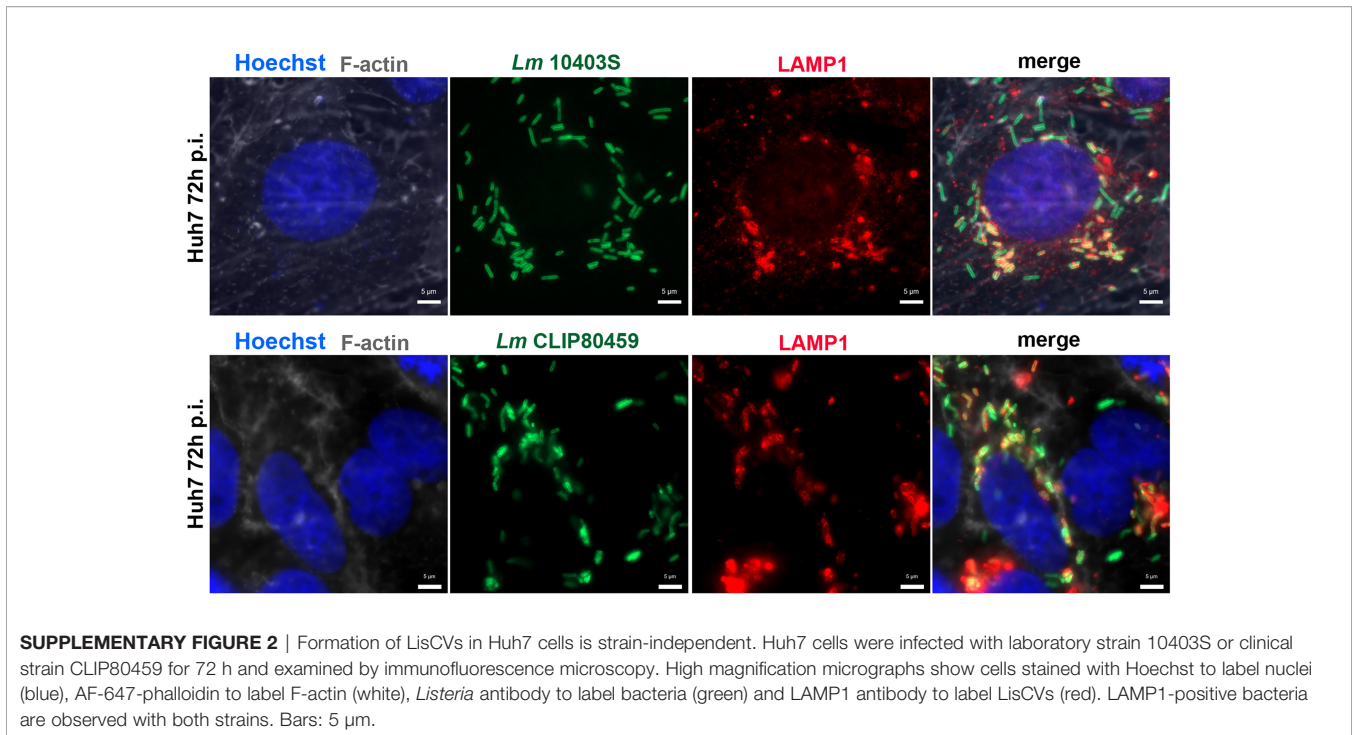 Hoechst F-actin Lm 10403S LAMP1 merge
Huh7 72h p.i.
5 µm 5 µm 5 µm 5 µm
Hoechst F-actin Lm CLIP80459 LAMP1 merge
Huh7 72h p.i.
5 µm 5 µm 5 µm 5 µm
SUPPLEMENTARY FIGURE 2 | Formation of LisCVs in Huh7 cells is strain-independent. Huh7 cells were infected with laboratory strain 10403S or clinical
strain CLIP80459 for 72 h and examined by immunofluorescence microscopy. High magnification micrographs show cells stained with Hoechst to label nuclei
(blue), AF-647-phalloidin to label F-actin (white), Listeria antibody to label bacteria (green) and LAMP1 antibody to label LisCVs (red). LAMP1-positive bacteria
are observed with both strains. Bars: 5 µm.